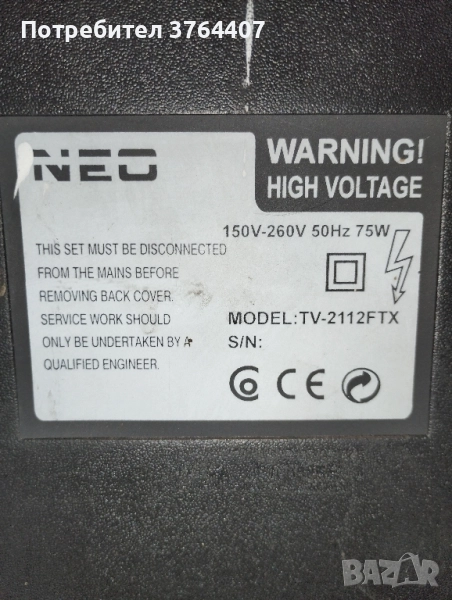 Потребител 3764407
NEO
WARNING!
HIGH VOLTAGE
150V-260V 50Hz 75W
THIS SET MUST BE DISCONNECTED
FROM THE MAINS BEFORE
REMOVING BACK COVER.
SERVICE WORK SHOULD
ONLY BE UNDERTAKEN BY A
QUALIFIED ENGINEER.
MODEL:TV-2112FTX
S/N:
CE
BAZAR